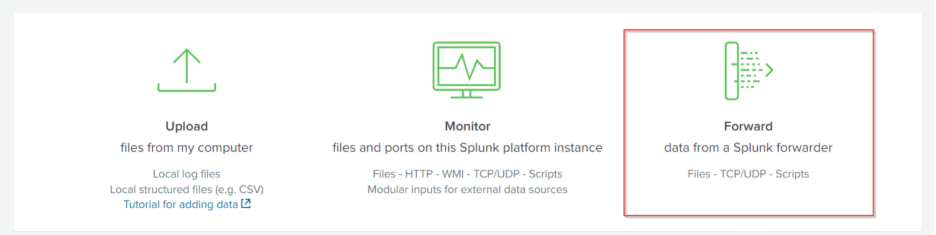 Upload
files from my computer
Local log files
Local structured files (e.g. CSV)
Tutorial for adding data
Monitor
files and ports on this Splunk platform instance
Files - HTTP - WMI - TCP/UDP - Scripts
Modular inputs for external data sources
Forward
data from a Splunk forwarder
Files - TCP/UDP - Scripts